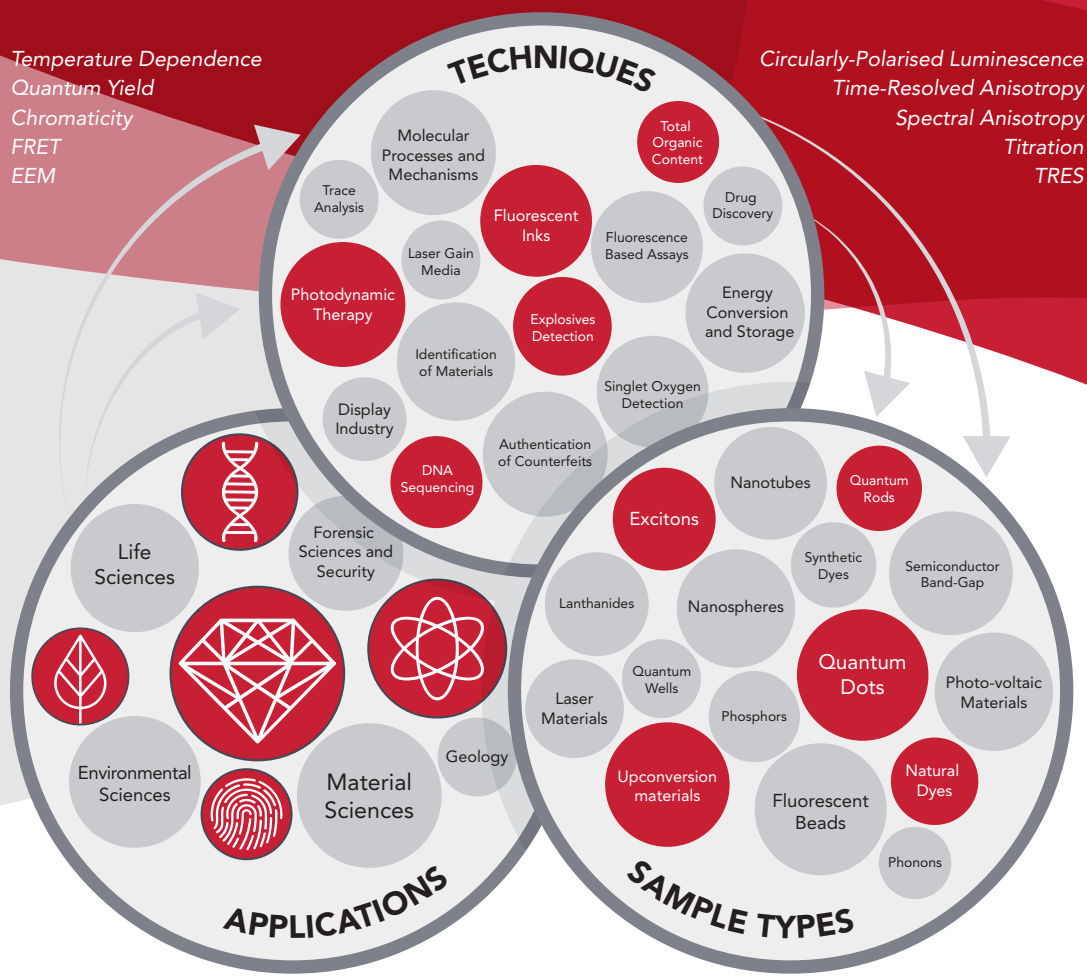 Temperature Dependence
Quantum Yield
Chromaticity
FRET
EEM
Circularly-Polarised Luminescence
Time-Resolved Anisotropy
Spectral Anisotropy
Titration
TRES
TECHNIQUES
Molecular
Processes and
Mechanisms
Total
Organic
Content
Trace
Analysis
Fluorescent
Inks
Drug
Discovery
Laser Gain
Media
Fluorescence
Based Assays
Photodynamic
Therapy
Explosives
Detection
Energy
Conversion
and Storage
Identification
of Materials
Singlet Oxygen
Detection
Display
Industry
DNA
Sequencing
Authentication
of Counterfeits
Life
Sciences
Forensic
Sciences and
Security
Environmental
Sciences
Material
Sciences
Geology
APPLICATIONS
Excitons
Nanotubes
Quantum
Rods
Lanthanides
Nanospheres
Synthetic
Dyes
Semiconductor
Band-Gap
Laser
Materials
Quantum
Wells
Phosphors
Quantum
Dots
Photo-voltaic
Materials
Upconversion
materials
Fluorescent
Beads
Natural
Dyes
Phonons
SAMPLE TYPES